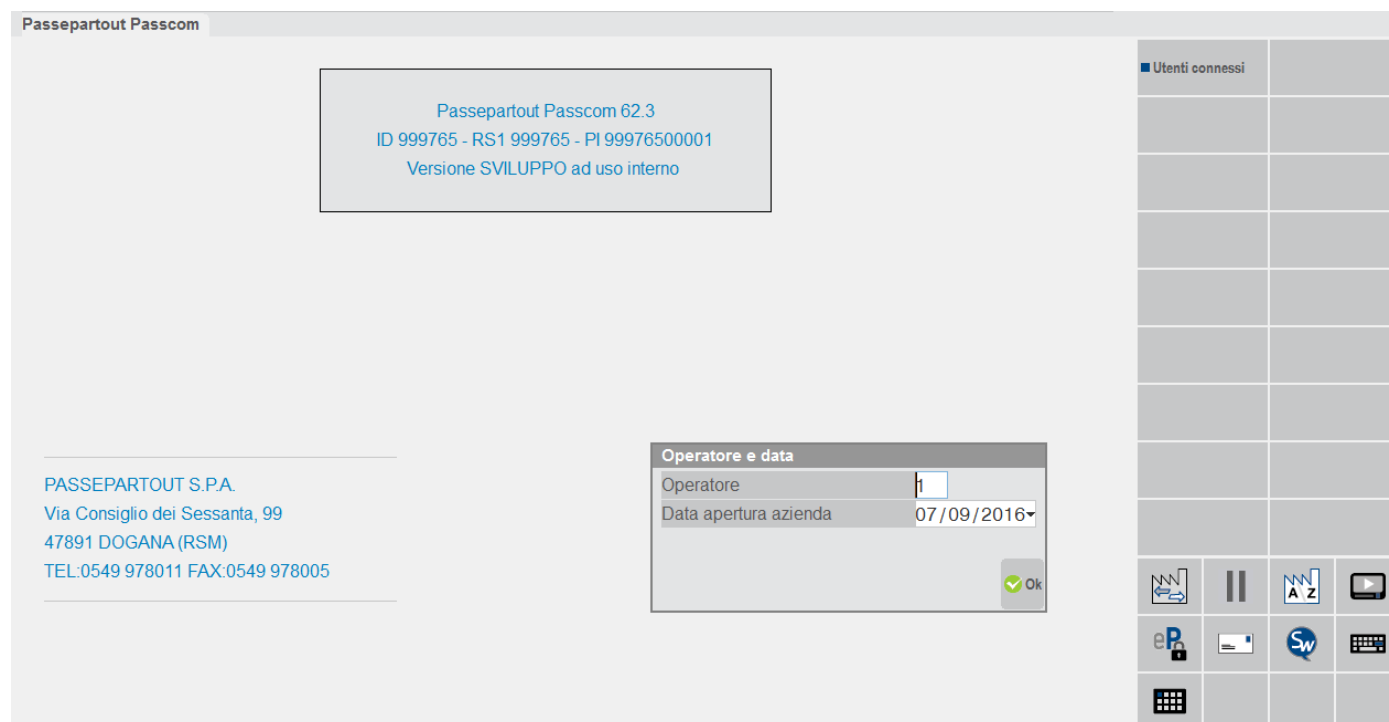 Passepartout Passcom
Utenti connessi
Passepartout Passcom 62.3
ID 999765 - RS1 999765 - PI 99976500001
Versione SVILUPPO ad uso interno
Operatore e data
Operatore 1
Data apertura azienda 07/09/2016
Ok
PASSEPARTOUT S.P.A.
Via Consiglio dei Sessanta, 99
47891 DOGANA (RSM)
TEL:0549 978011 FAX:0549 978005
A Z
eP
Sw